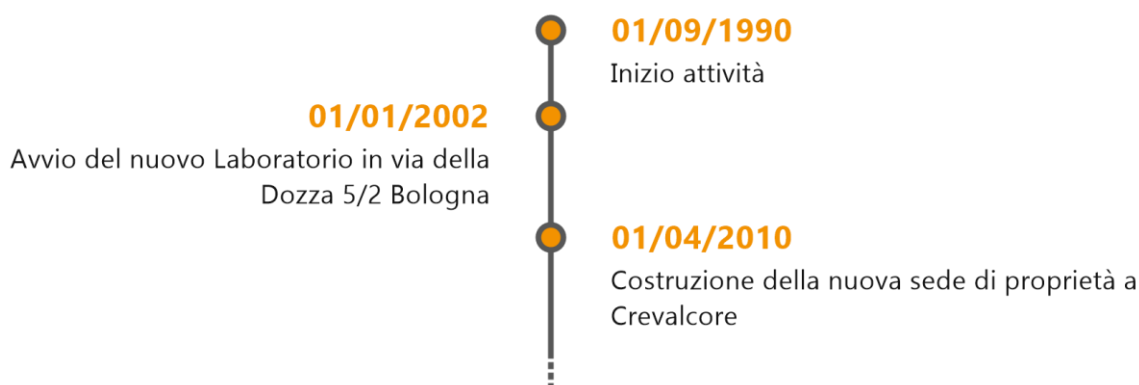 01/09/1990
Inizio attività
01/01/2002
Avvio del nuovo Laboratorio in via della
Dozza 5/2 Bologna
01/04/2010
Costruzione della nuova sede di proprietà a
Crevalcore